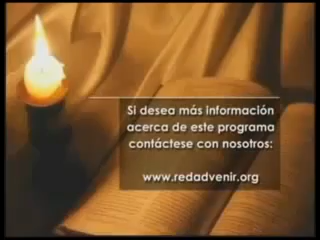 Si desea más información
acerca de este programa
contáctese con nosotros:
www.redadvenir.org